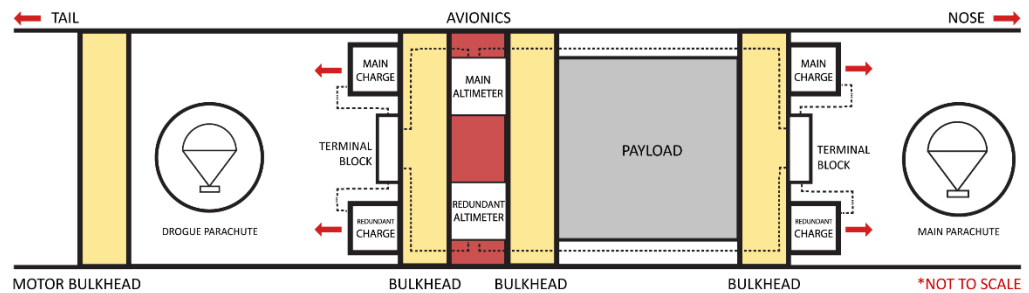 TAIL
AVIONICS
NOSE
MAIN
CHARGE
MAIN
ALTIMETER
MAIN
CHARGE
TERMINAL
BLOCK
PAYLOAD
TERMINAL
BLOCK
REDUNDANT
CHARGE
REDUNDANT
ALTIMETER
REDUNDANT
CHARGE
DROGUE PARACHUTE
MAIN PARACHUTE
MOTOR BULKHEAD
BULKHEAD
BULKHEAD
BULKHEAD
*NOT TO SCALE